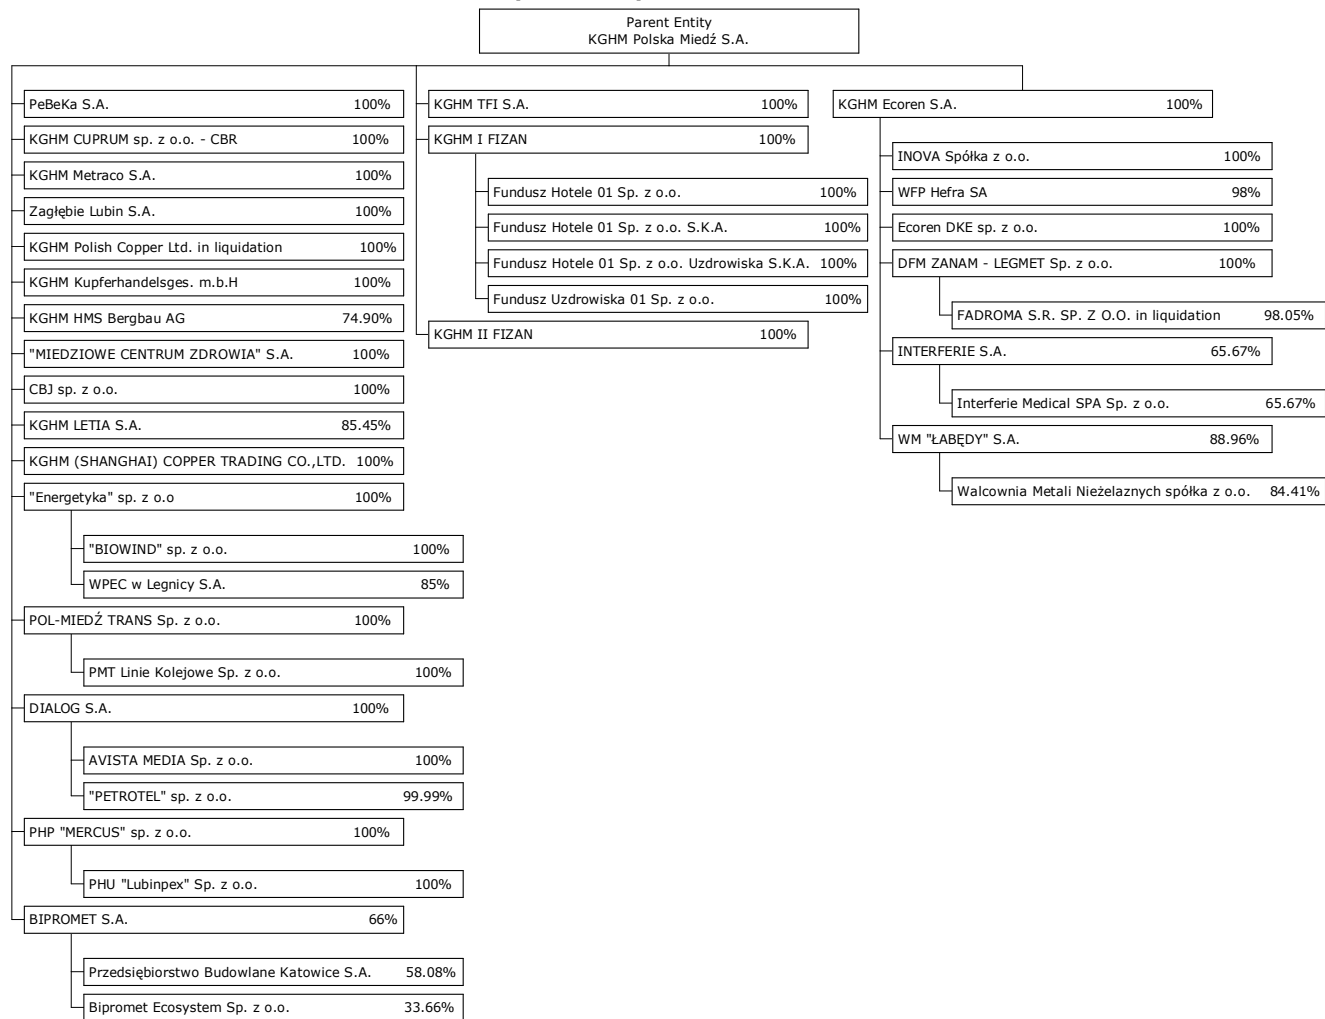 Parent Entity
KGHM Polska Miedź S.A.
PeBeKa S.A. 100%
KGHM CUPRUM sp. z o.o. - CBR 100%
KGHM Metraco S.A. 100%
Zagłębie Lubin S.A. 100%
KGHM Polish Copper Ltd. in liquidation 100%
KGHM Kupferhandelsges. m.b.H 100%
KGHM HMS Bergbau AG 74.90%
"MIEDZIOWE CENTRUM ZDROWIA" S.A. 100%
CBJ sp. z o.o. 100%
KGHM LETIA S.A. 85.45%
KGHM (SHANGHAI) COPPER TRADING CO.,LTD. 100%
"Energetyka" sp. z o.o 100%
"BIOWIND" sp. z o.o. 100%
WPEC w Legnicy S.A. 85%
POL-MIEDŹ TRANS Sp. z o.o. 100%
PMT Linie Kolejowe Sp. z o.o. 100%
DIALOG S.A. 100%
AVISTA MEDIA Sp. z o.o. 100%
"PETROTEL" sp. z o.o. 99.99%
PHP "MERCUS" sp. z o.o. 100%
PHU "Lubinpex" Sp. z o.o. 100%
BIPROMET S.A. 66%
Przedsiębiorstwo Budowlane Katowice S.A. 58.08%
Bipromet Ecosystem Sp. z o.o. 33.66%
KGHM TFI S.A. 100%
KGHM I FIZAN 100%
Fundusz Hotele 01 Sp. z o.o. 100%
Fundusz Hotele 01 Sp. z o.o. S.K.A. 100%
Fundusz Hotele 01 Sp. z o.o. Uzdrowiska S.K.A. 100%
Fundusz Uzdrowiska 01 Sp. z o.o. 100%
KGHM II FIZAN 100%
KGHM Ecoren S.A. 100%
INOVA Spółka z o.o. 100%
WFP Hefra SA 98%
Ecoren DKE sp. z o.o. 100%
DFM ZANAM - LEGMET Sp. z o.o. 100%
FADROMA S.R. SP. Z O.O. in liquidation 98.05%
INTERFERIE S.A. 65.67%
Interferie Medical SPA Sp. z o.o. 65.67%
WM "ŁABĘDY" S.A. 88.96%
Walcownia Metali Nieżelaznych spółka z o.o. 84.41%